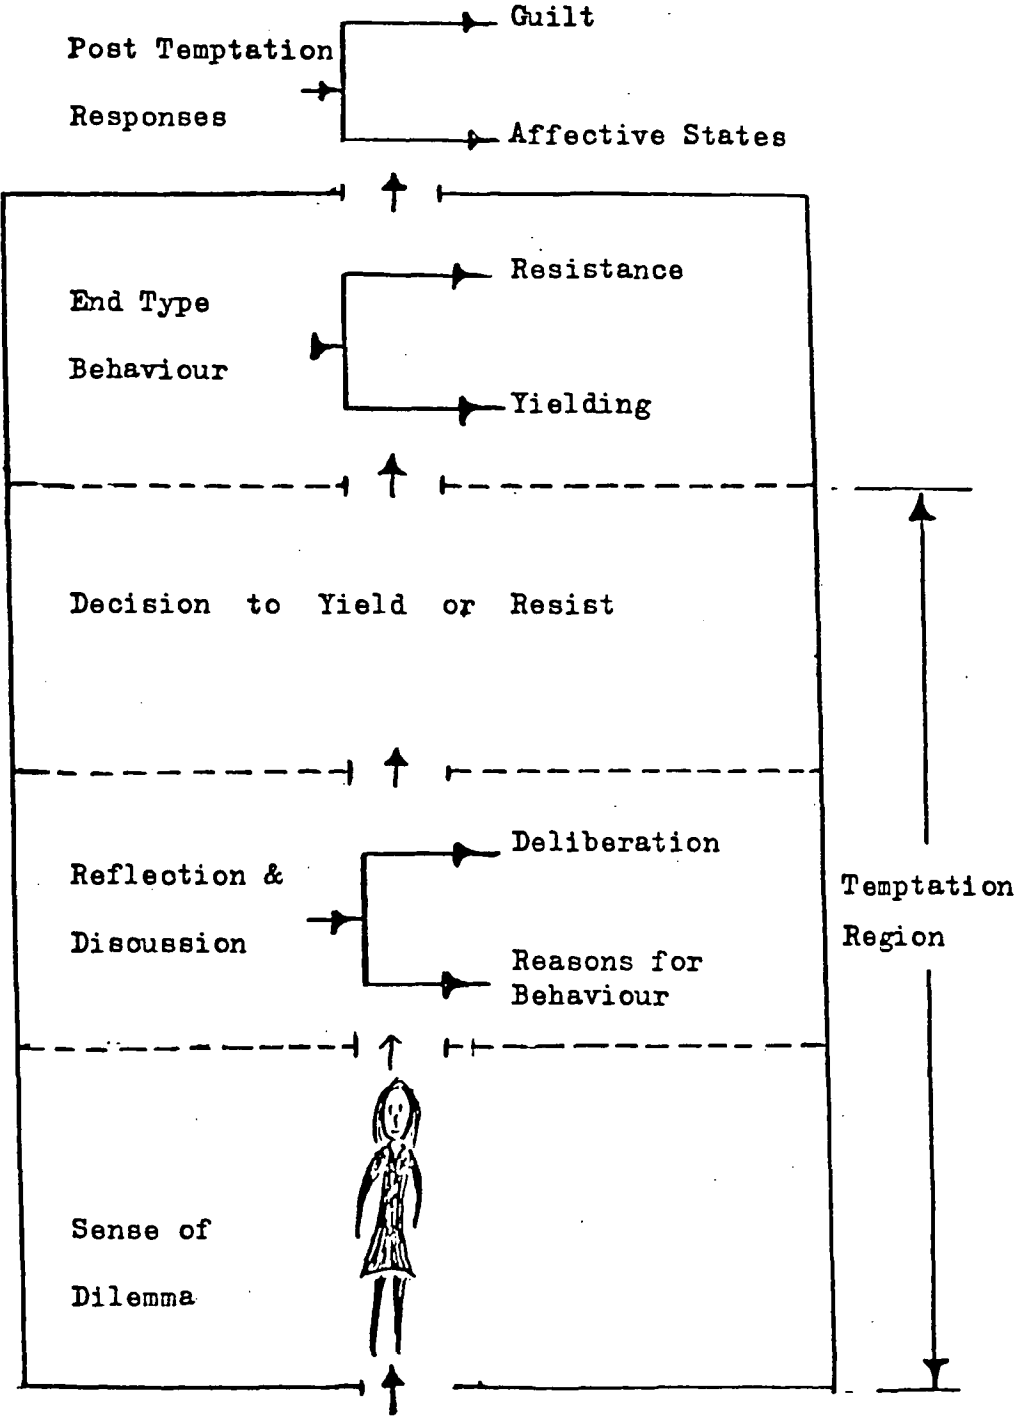 Guilt
Post Temptation
Responses
Affective States
Resistance
End Type
Behaviour
Yielding
Decision to Yield or Resist
Deliberation
Reflection &
Discussion
Temptation
Region
Reasons for
Behaviour
Sense of
Dilemma